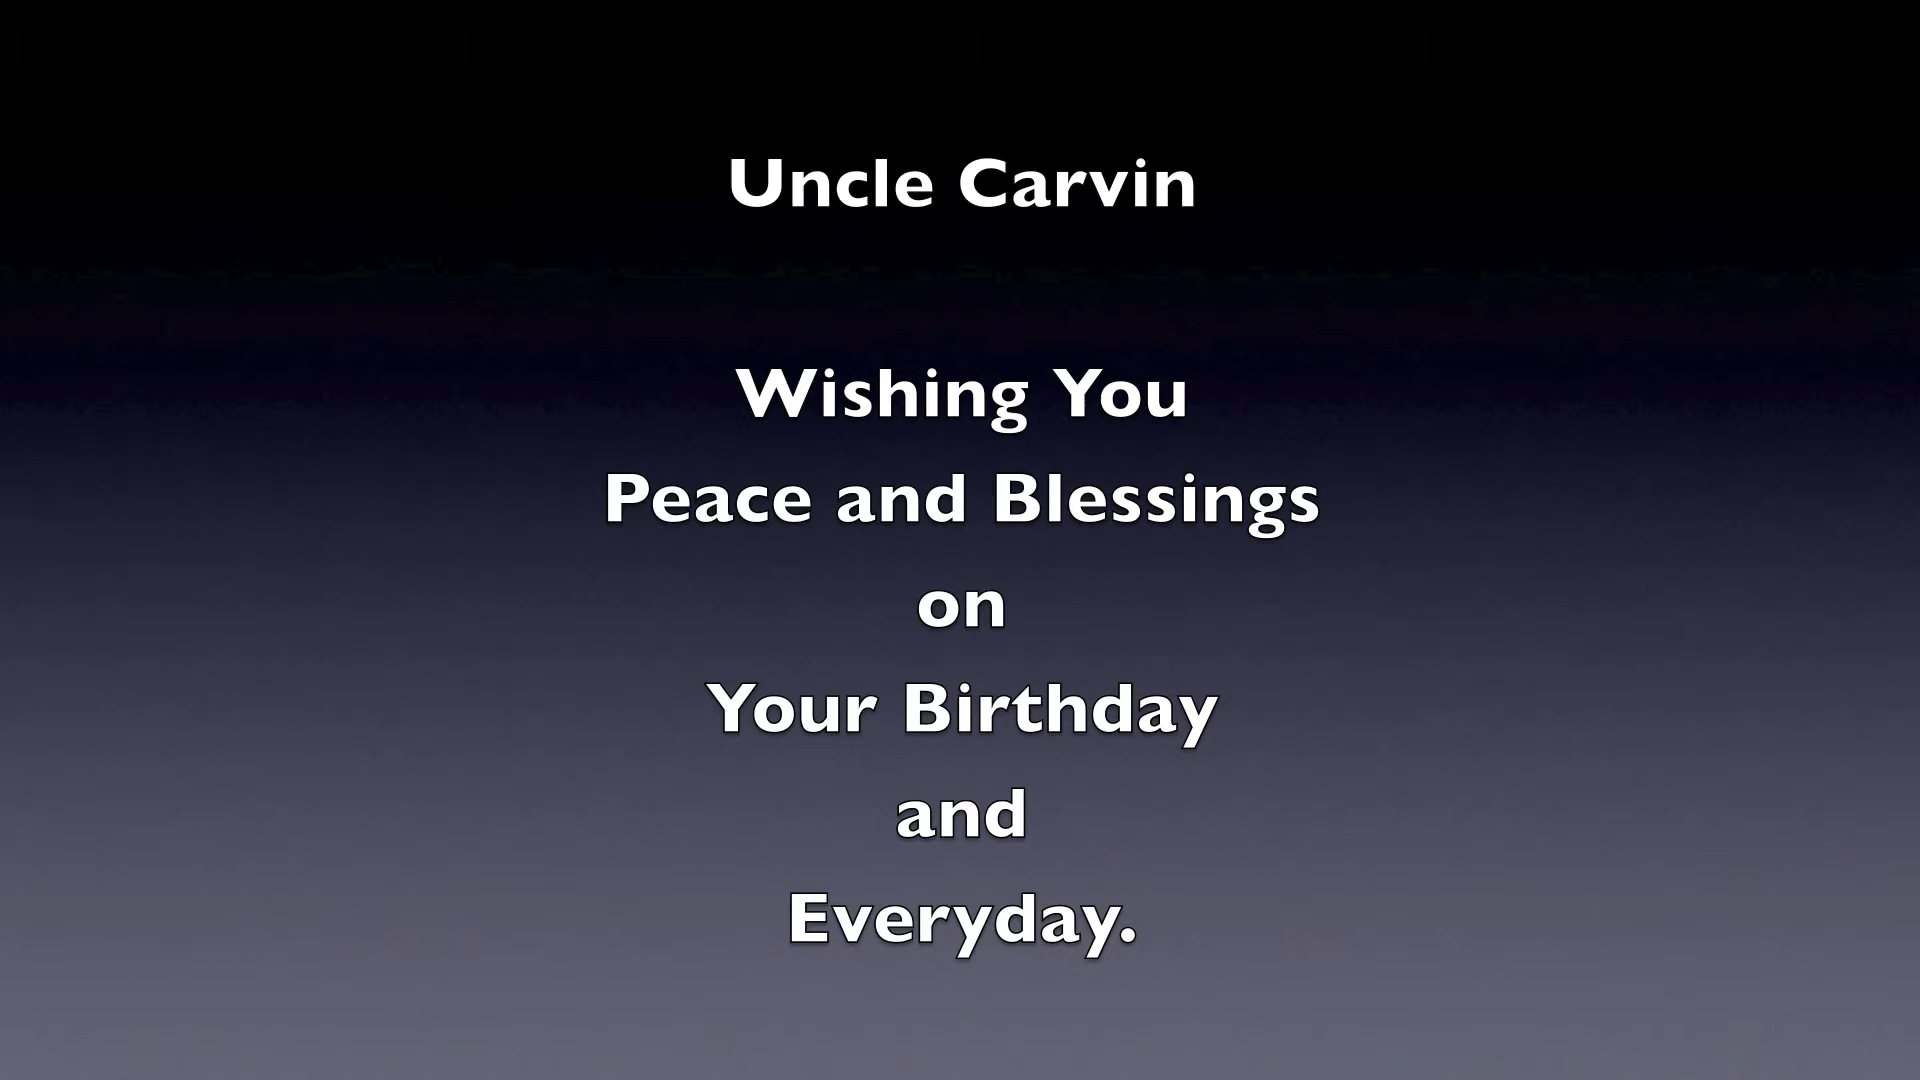 Uncle Carvin
Wishing You
Peace and Blessings
on
Your Birthday
and
Everyday.